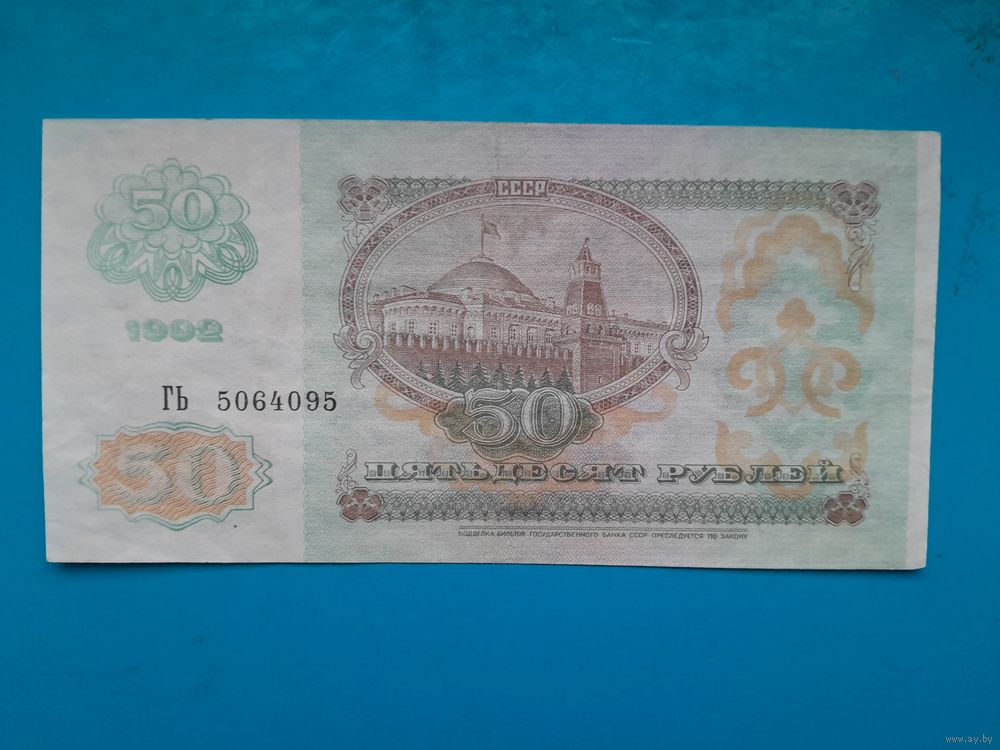 50
СССР
1992
ГЬ 5064095
50
50
ПЯТЬДЕСЯТ РУБЛЕЙ
ПОДДЕЛКА БИЛЕТОВ ГОСУДАРСТВЕННОГО БАНКА СССР ПРЕСЛЕДУЕТСЯ ПО ЗАКОНУ
www.ay.by